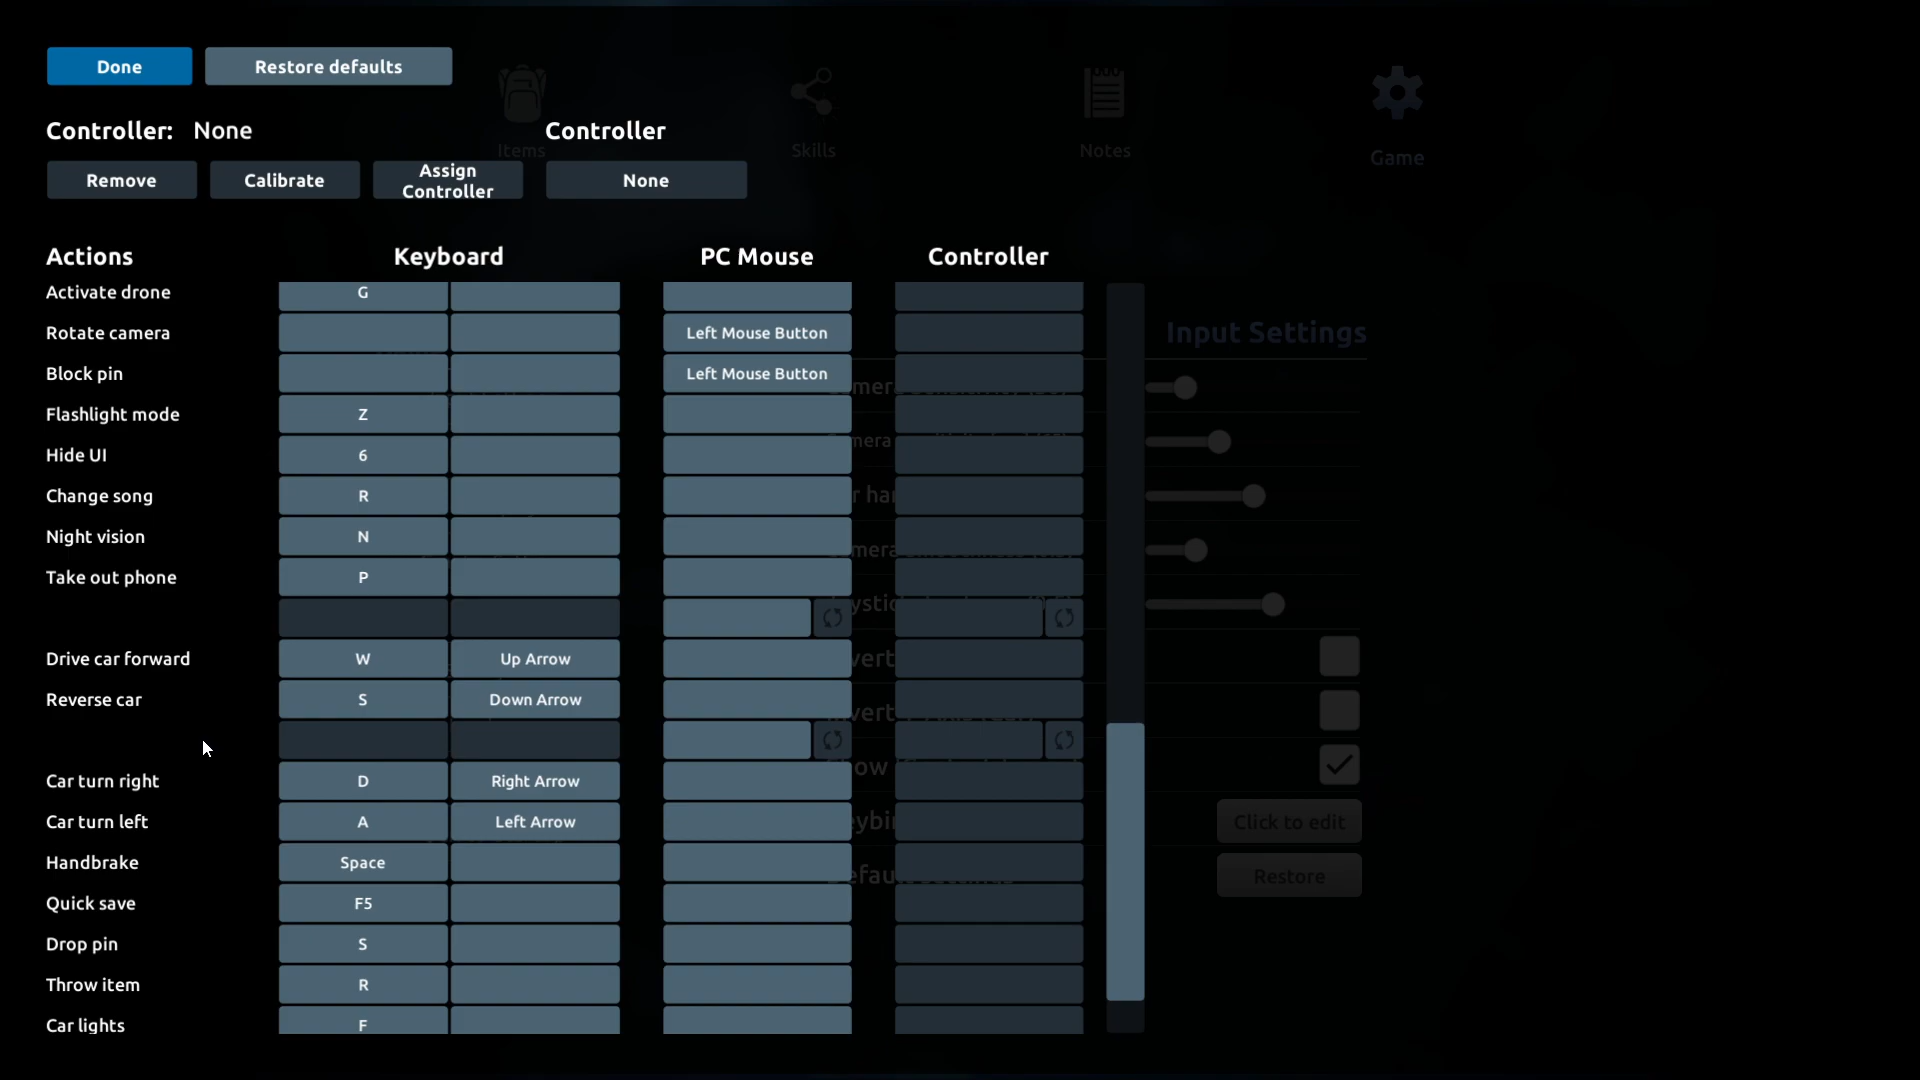 Done
Restore defaults
Items
Skills
Notes
Game
Controller: None
Controller
Remove
Calibrate
Assign
Controller
None
Actions
Keyboard
PC Mouse
Controller
Activate drone G
Rotate camera Left Mouse Button
Input Settings
Block pin Left Mouse Button
Flashlight mode Z
Hide UI 6
Change song R
Night vision N
Take out phone P
Drive car forward W Up Arrow
Reverse car S Down Arrow
Car turn right D Right Arrow
Car turn left A Left Arrow
Click to edit
Handbrake Space
Restore
Quick save F5
Drop pin S
Throw item R
Car lights F